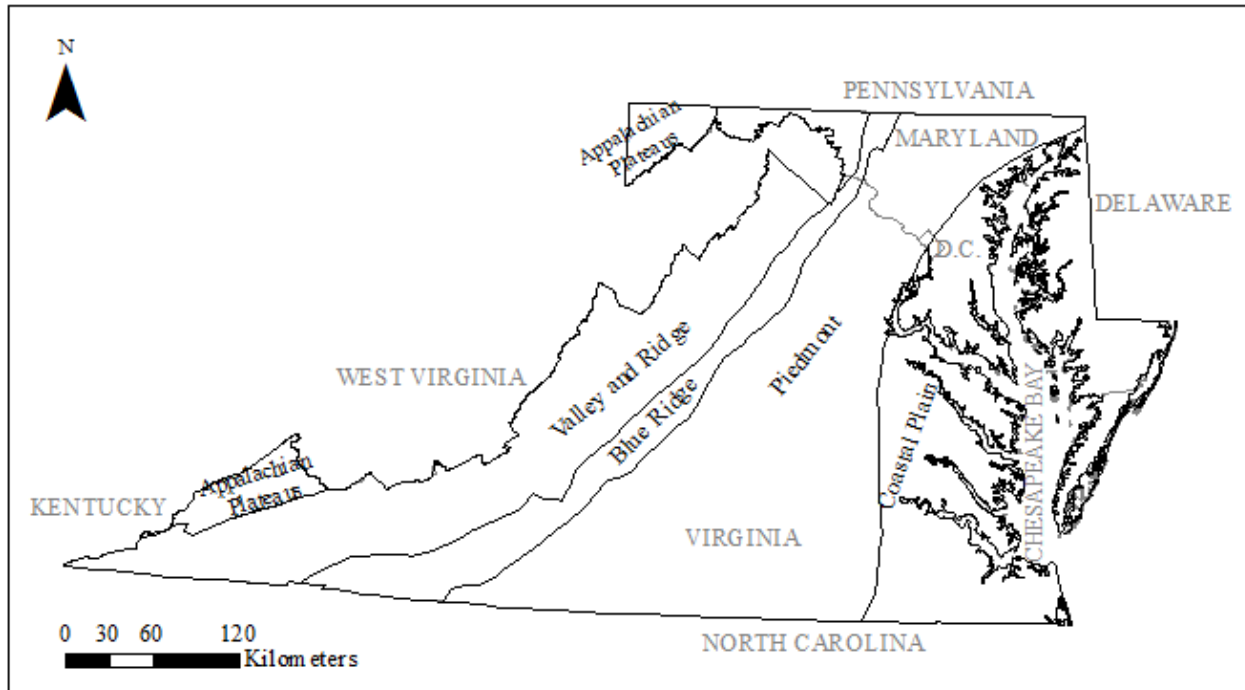 N
PENNSYLVANIA
Appalachian
Plateaus
MARYLAND
DELAWARE
D.C.
Valley and Ridge
Piedmont
WEST VIRGINIA
Blue Ridge
CHESAPEAKE BAY
Coastal Plain
Appalachian
Plateaus
KENTUCKY
VIRGINIA
NORTH CAROLINA
0 30 60 120
Kilometers